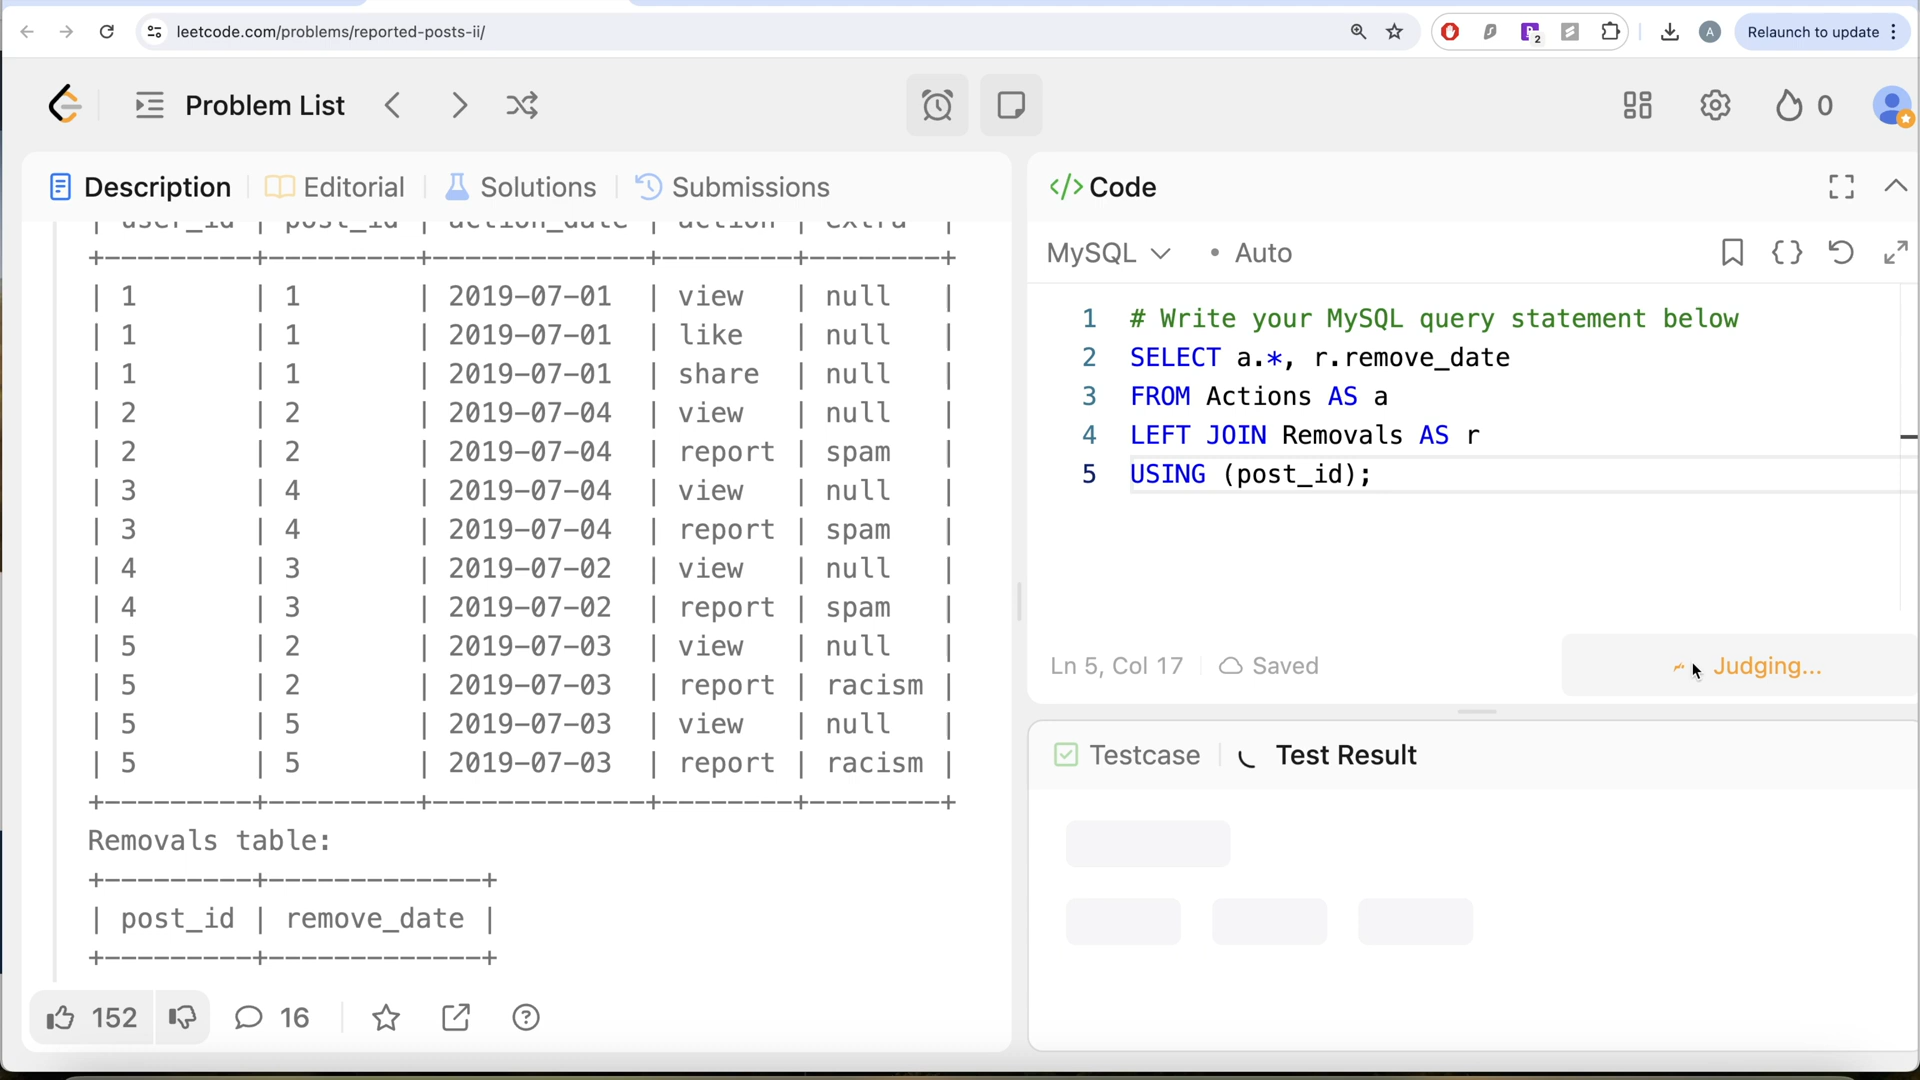 leetcode.com/problems/reported-posts-ii/
2
A
Relaunch to update
Problem List
0
Description
Editorial
Solutions
Submissions
| user_id | post_id | action_date | action | extra |
+---------+---------+-------------+--------+--------+
| 1 | 1 | 2019-07-01 | view | null |
| 1 | 1 | 2019-07-01 | like | null |
| 1 | 1 | 2019-07-01 | share | null |
| 2 | 2 | 2019-07-04 | view | null |
| 2 | 2 | 2019-07-04 | report | spam |
| 3 | 4 | 2019-07-04 | view | null |
| 3 | 4 | 2019-07-04 | report | spam |
| 4 | 3 | 2019-07-02 | view | null |
| 4 | 3 | 2019-07-02 | report | spam |
| 5 | 2 | 2019-07-03 | view | null |
| 5 | 2 | 2019-07-03 | report | racism |
| 5 | 5 | 2019-07-03 | view | null |
| 5 | 5 | 2019-07-03 | report | racism |
+---------+---------+-------------+--------+--------+
Removals table:
+---------+-------------+
| post_id | remove_date |
+---------+-------------+
152
16
</> Code
MySQL
• Auto
1 # Write your MySQL query statement below
2 SELECT a.*, r.remove_date
3 FROM Actions AS a
4 LEFT JOIN Removals AS r
5 USING (post_id);
Ln 5, Col 17
Saved
Judging...
Testcase
Test Result